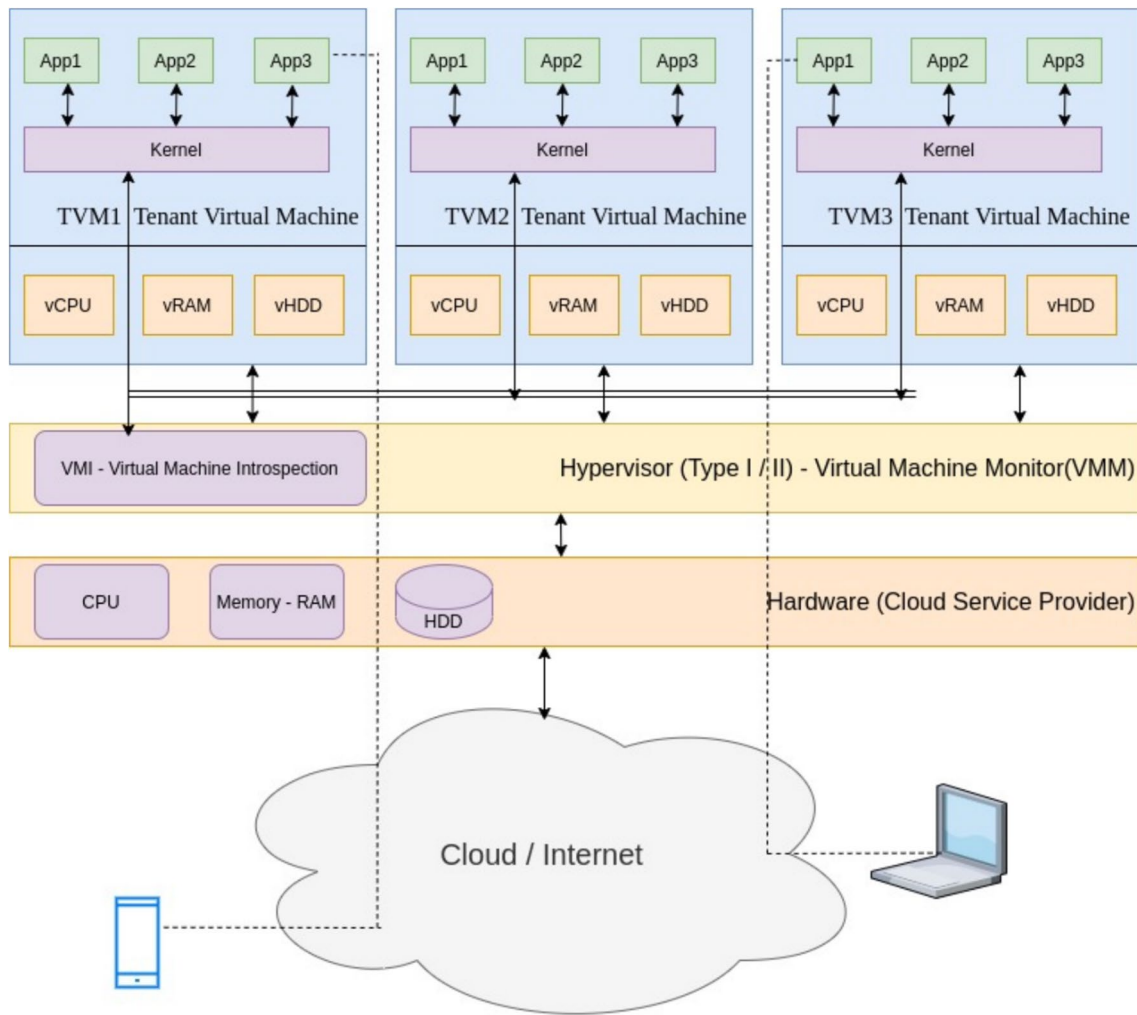 App1
App2
App3
Kernel
TVM1 Tenant Virtual Machine
vCPU
vRAM
vHDD
App1
App2
App3
Kernel
TVM2 Tenant Virtual Machine
vCPU
vRAM
vHDD
App1
App2
App3
Kernel
TVM3 Tenant Virtual Machine
vCPU
vRAM
vHDD
VMI - Virtual Machine Introspection
Hypervisor (Type I / II) - Virtual Machine Monitor(VMM)
CPU
Memory - RAM
HDD
Hardware (Cloud Service Provider)
Cloud / Internet